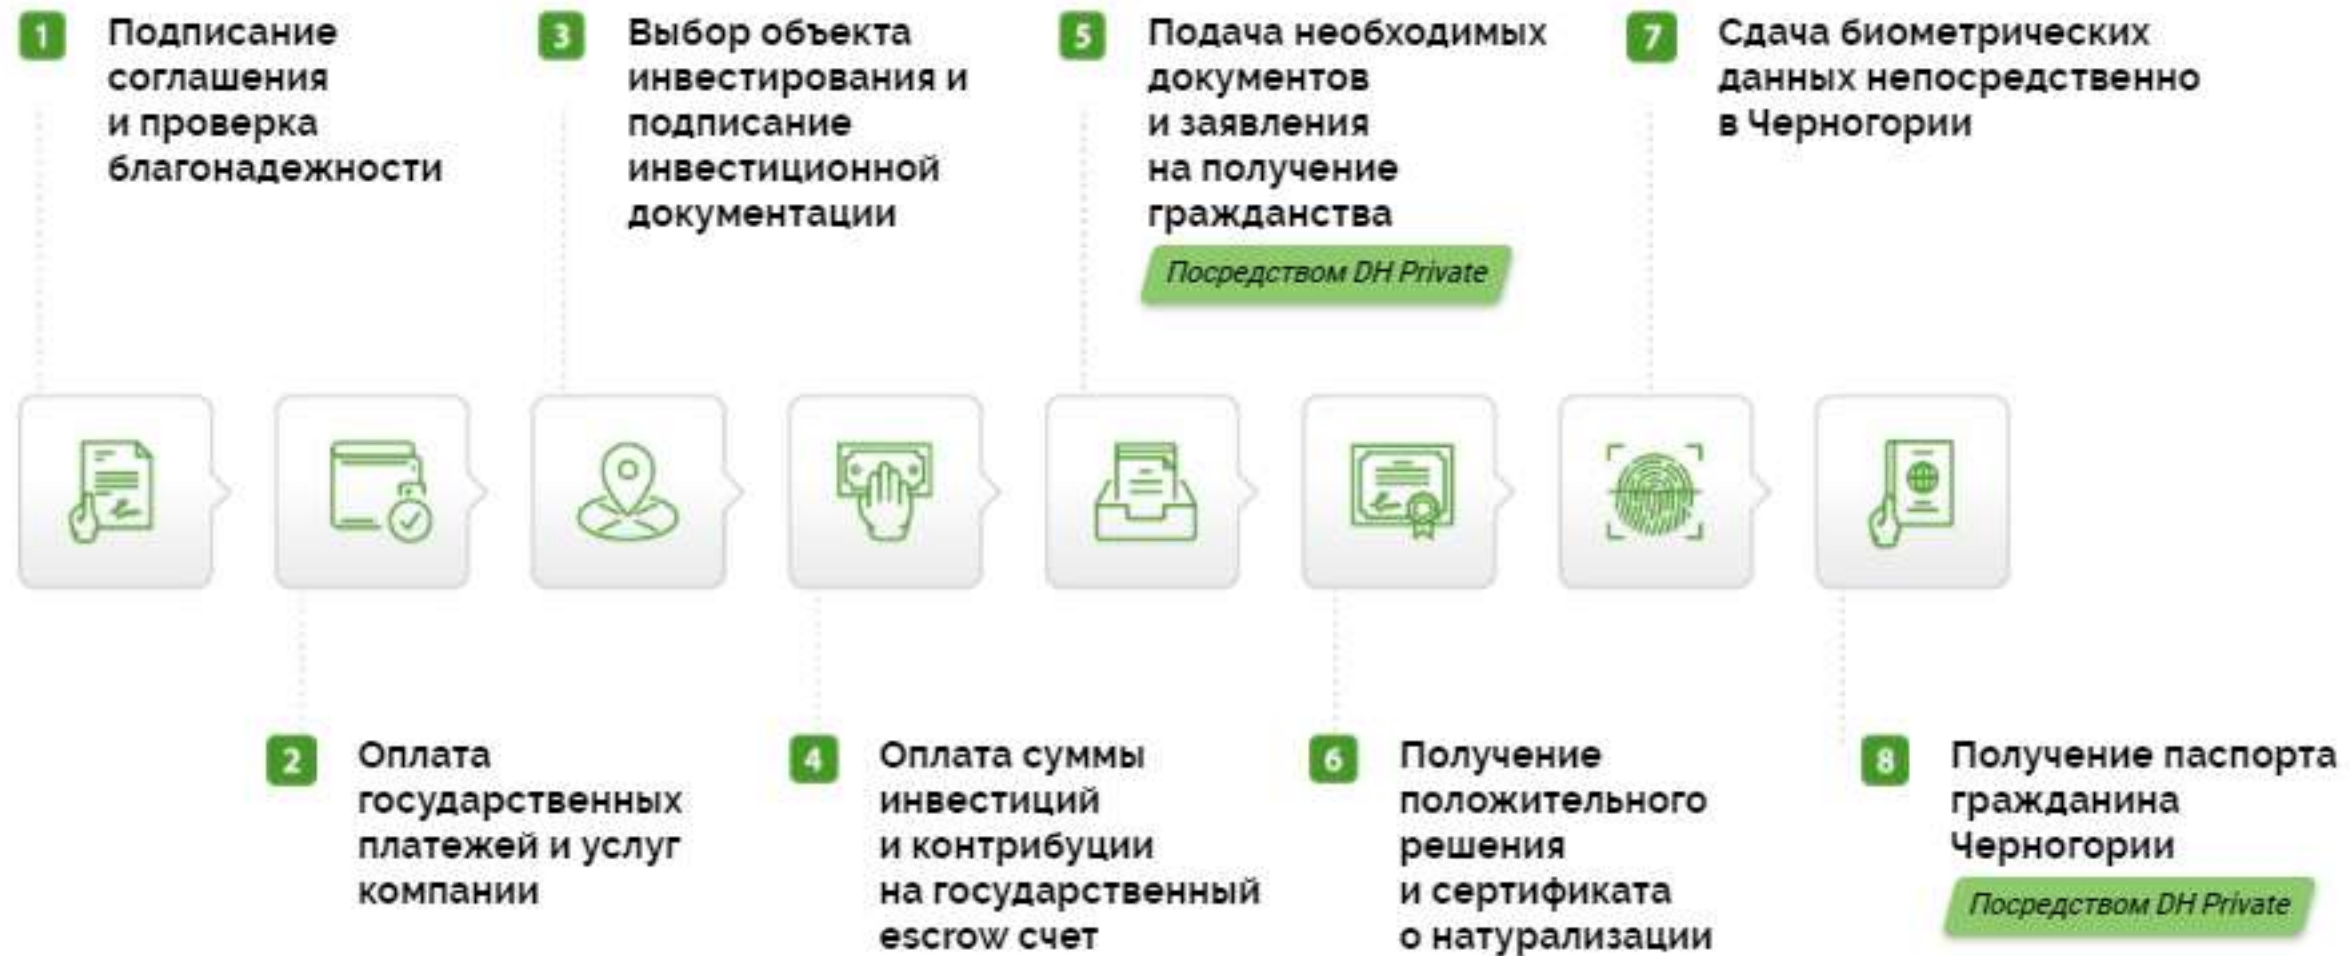 1
Подписание
соглашения
и проверка
благонадежности
3
Выбор объекта
инвестирования и
подписание
инвестиционной
документации
5
Подача необходимых
документов
и заявления
на получение
гражданства
Посредством DH Private
7
Сдача биометрических
данных непосредственно
в Черногории
2
Оплата
государственных
платежей и услуг
компании
4
Оплата суммы
инвестиций
и контрибуции
на государственный
escrow счет
6
Получение
положительного
решения
и сертификата
о натурализации
8
Получение паспорта
гражданина
Черногории
Посредством DH Private